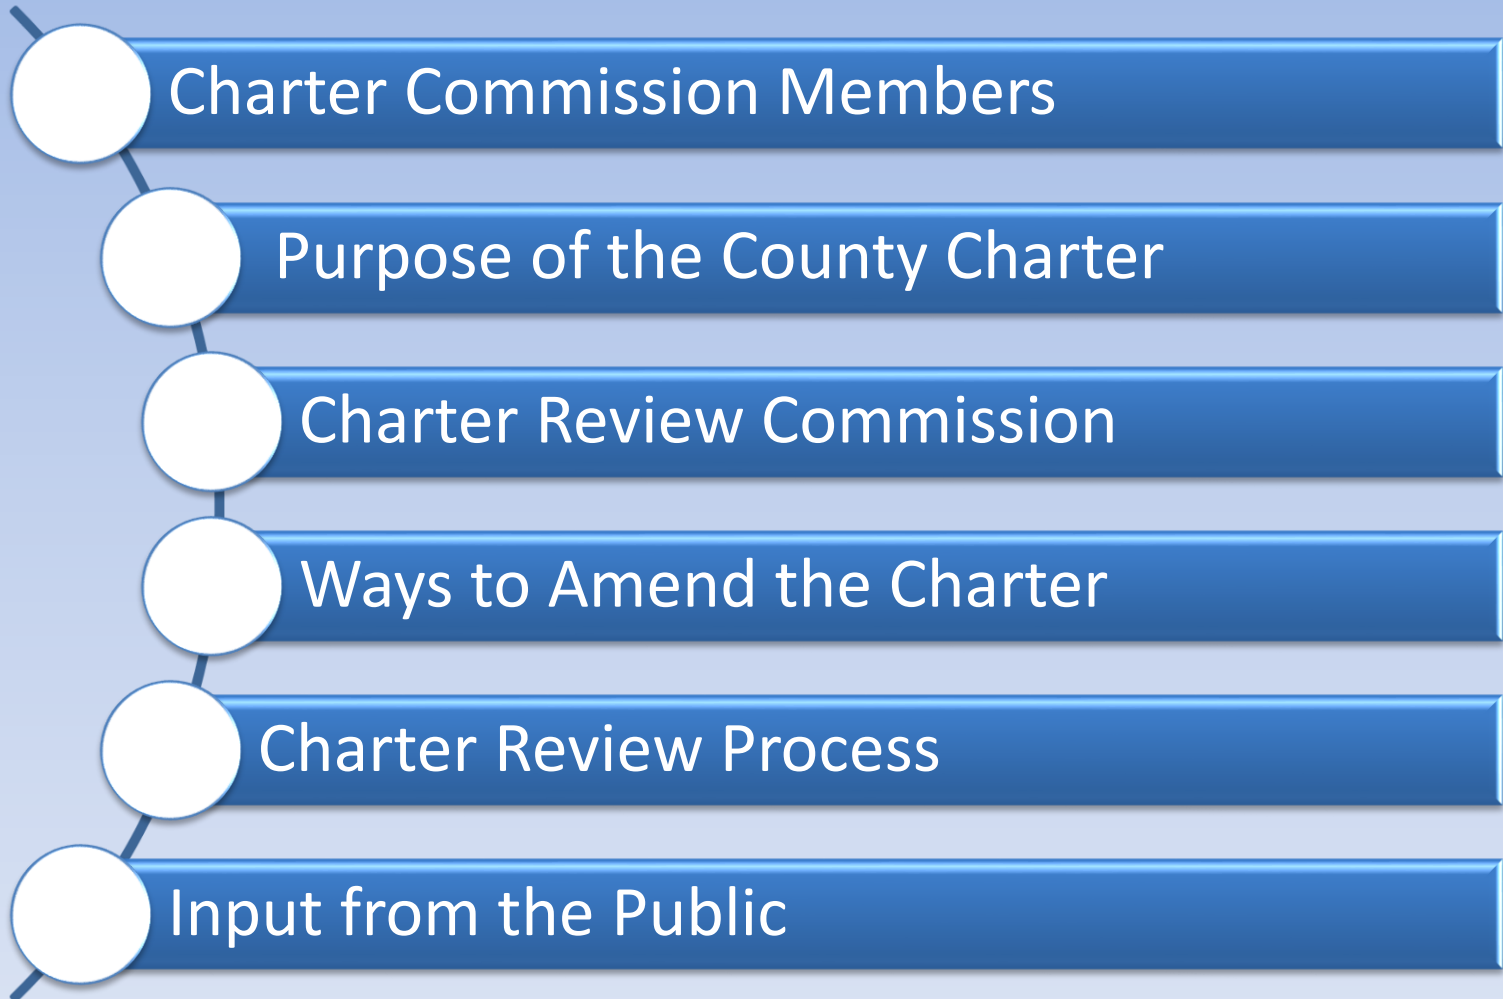 Charter Commission Members
Purpose of the County Charter
Charter Review Commission
Ways to Amend the Charter
Charter Review Process
Input from the Public